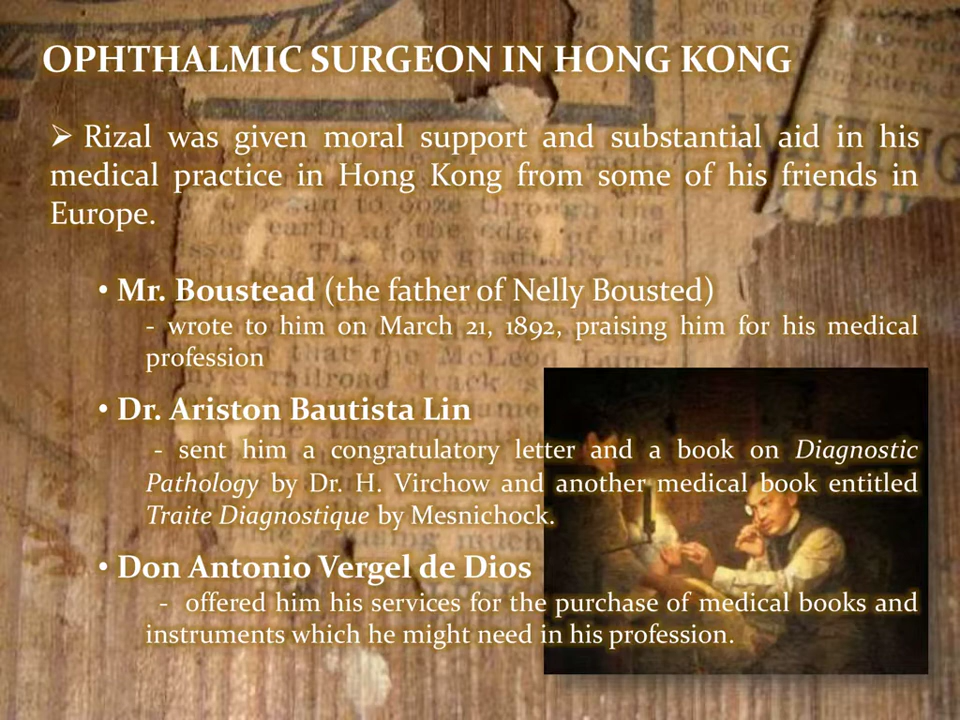 OPHTHALMIC SURGEON IN HONG KONG
➢ Rizal was given moral support and substantial aid in his
medical practice in Hong Kong from some of his friends in
Europe.
• Mr. Boustead (the father of Nelly Bousted)
- wrote to him on March 21, 1892, praising him for his medical
profession
• Dr. Ariston Bautista Lin
- sent him a congratulatory letter and a book on Diagnostic
Pathology by Dr. H. Virchow and another medical book entitled
Traite Diagnostique by Mesnichock.
• Don Antonio Vergel de Dios
- offered him his services for the purchase of medical books and
instruments which he might need in his profession.